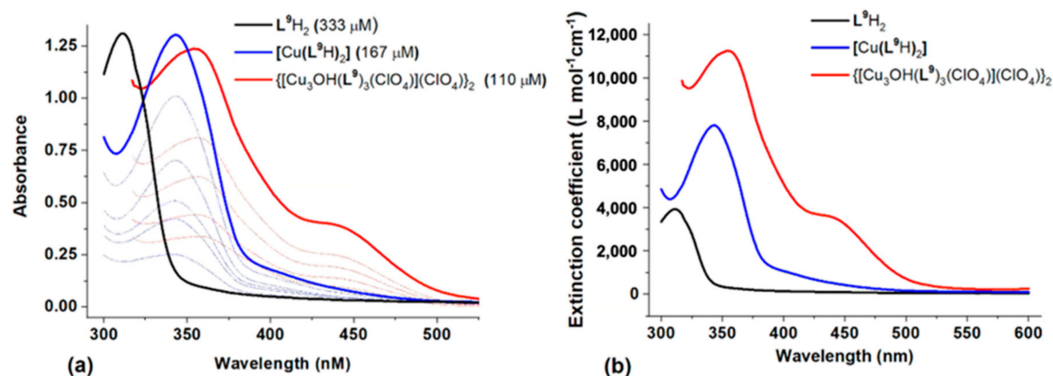 L⁹H₂ (333 μM)
[Cu(L⁹H)₂] (167 μM)
{[Cu₃OH(L⁹)₃(ClO₄)](ClO₄)}₂ (110 μM)
Absorbance
1.25
1.00
0.75
0.50
0.25
0.00
300
350
400
450
500
Wavelength (nM)
(a)
L⁹H₂
[Cu(L⁹H)₂]
{[Cu₃OH(L⁹)₃(ClO₄)](ClO₄)}₂
Extinction coefficient (L mol⁻¹cm⁻¹)
12,000
10,000
8,000
6,000
4,000
2,000
0
300
350
400
450
500
550
600
Wavelength (nm)
(b)